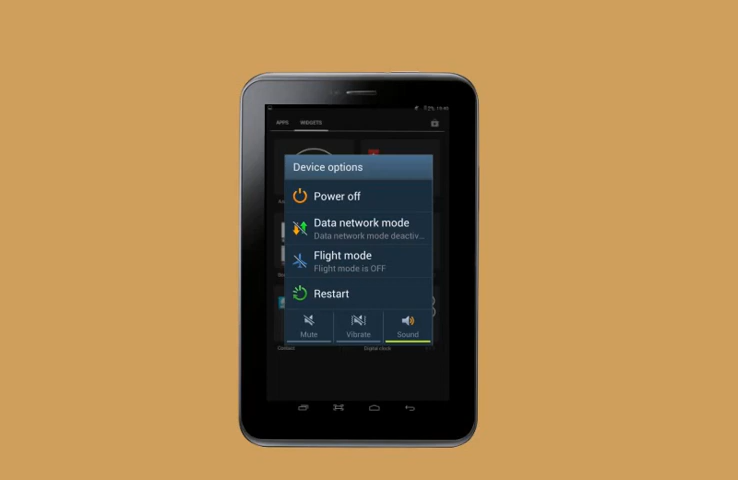 APPS WIDGETS
Device options
Power off
Data network mode
Data network mode deactiv...
Flight mode
Flight mode is OFF
Restart
Mute Vibrate Sound
Contact Digital clock